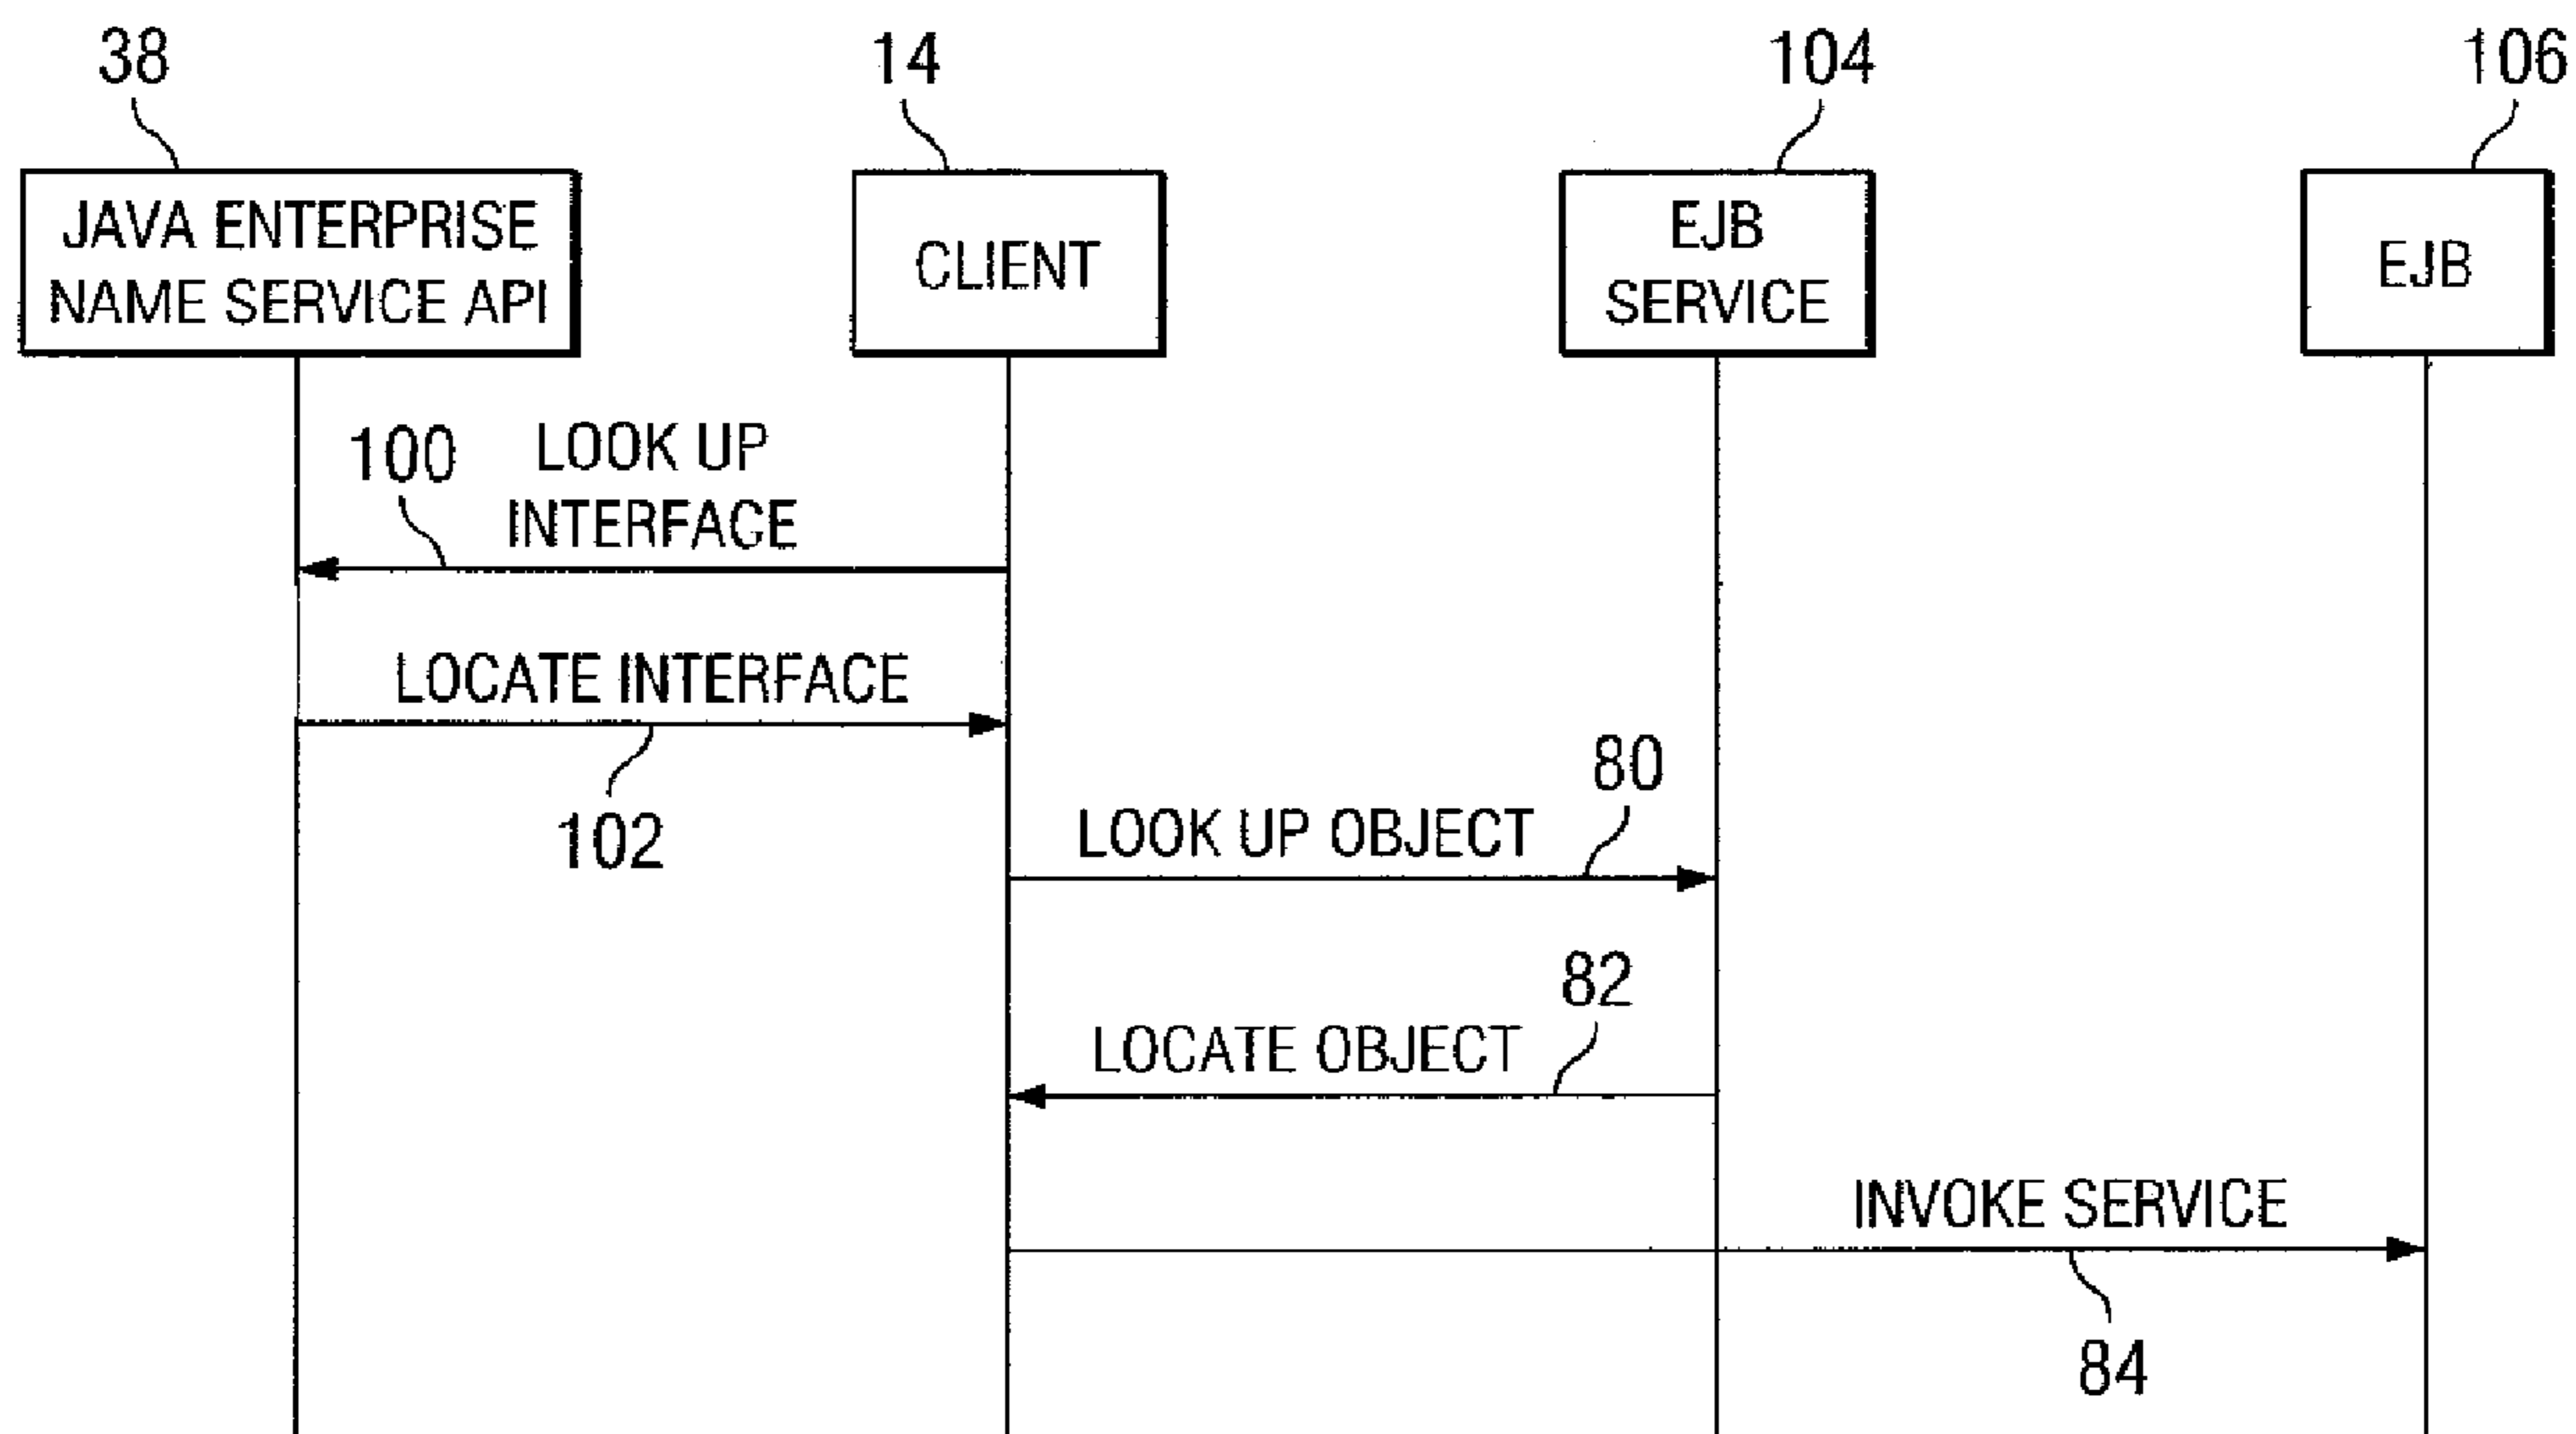 38
14
104
106
JAVA ENTERPRISE
NAME SERVICE API
CLIENT
EJB
SERVICE
EJB
100
LOOK UP
INTERFACE
LOCATE INTERFACE
102
80
LOOK UP OBJECT
82
LOCATE OBJECT
INVOKE SERVICE
84